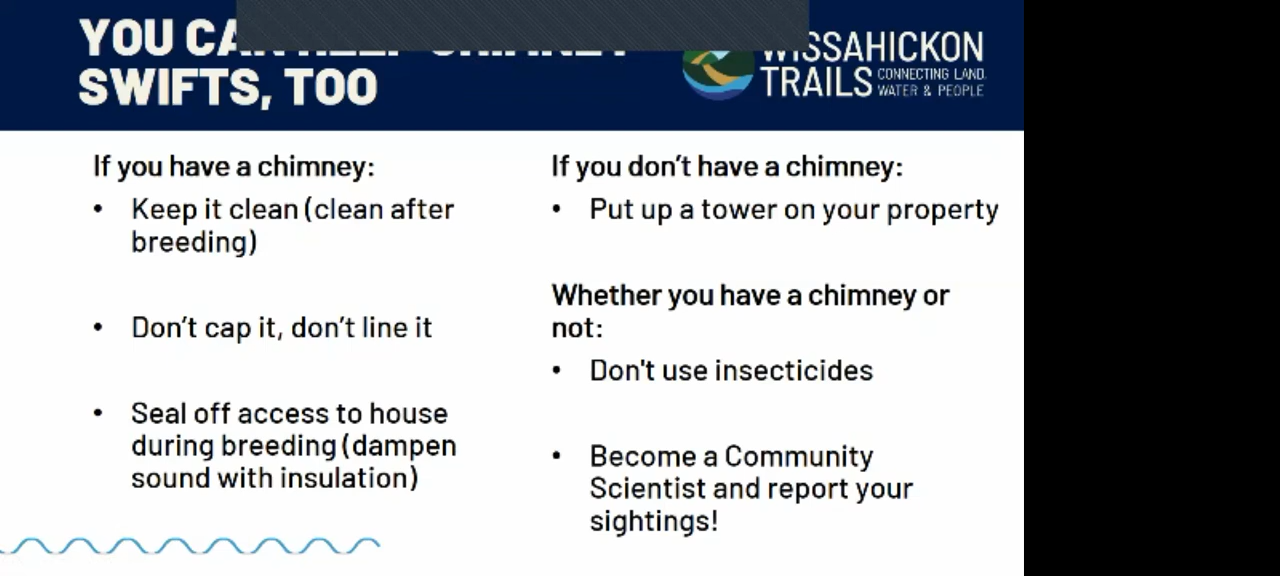 YOU CAN HELP CHIMNEY
SWIFTS, TOO
WISSAHICKON
TRAILS CONNECTING LAND,
WATER & PEOPLE
If you have a chimney:
• Keep it clean (clean after
breeding)
• Don’t cap it, don’t line it
• Seal off access to house
during breeding (dampen
sound with insulation)
If you don’t have a chimney:
• Put up a tower on your property
Whether you have a chimney or
not:
• Don't use insecticides
• Become a Community
Scientist and report your
sightings!